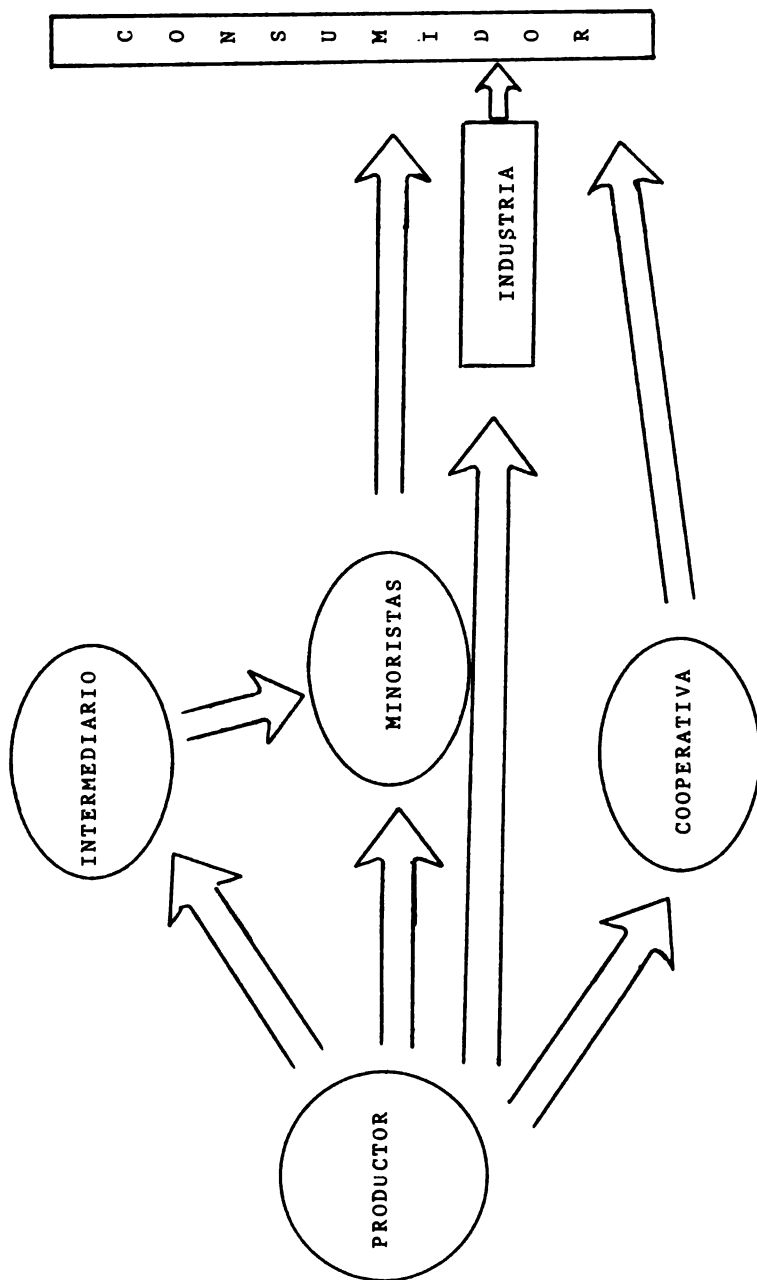 CONSUMIDOR
INDUSTRIA
INTERMEDIARIO
MINORISTAS
COOPERATIVA
PRODUCTOR